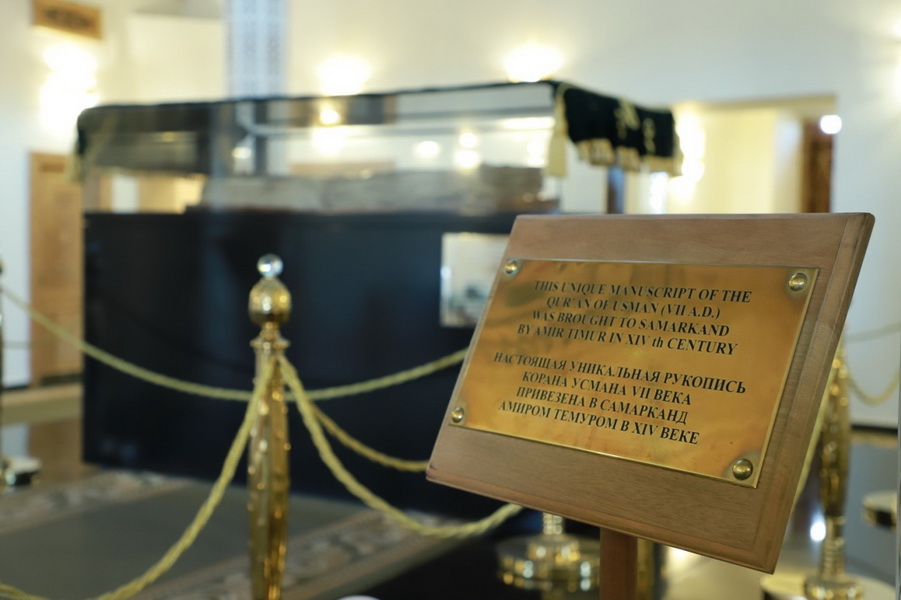 THIS UNIQUE MANUSCRIPT OF THE
QUR'AN OF USMAN (VII A.D.)
WAS BROUGHT TO SAMARKAND
BY AMIR TIMUR IN XIV th CENTURY
НАСТОЯЩАЯ УНИКАЛЬНАЯ РУКОПИСЬ
КОРАНА УСМАНА VII ВЕКА
ПРИВЕЗЕНА В САМАРКАНД
АМИРОМ ТЕМУРОМ В XIV ВЕКЕ